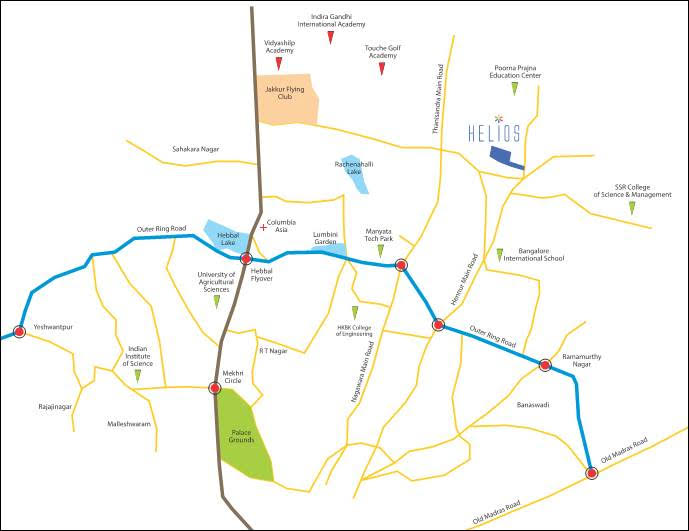 Indira Gandhi
International Academy
Vidyashilp
Academy
Touche Golf
Academy
Poorna Prajna
Education Center
Jakkur Flying
Club
Thanisandra Main Road
HELIOS
Sahakara Nagar
Rachenahalli
Lake
SSR College
of Science & Management
Outer Ring Road
Hebbal
Lake
Columbia
Asia
Lumbini
Garden
Manyata
Tech Park
Bangalore
International School
Hebbal
Flyover
University of
Agricultural
Sciences
Hennur Main Road
Yeshwantpur
HKBK College
of Engineering
Outer Ring Road
Indian
Institute
of Science
R T Nagar
Ramamurthy
Nagar
Mekhri
Circle
Nagawara Main Road
Rajajinagar
Malleshwaram
Banaswadi
Palace
Grounds
Old Madras Road
Old Madras Road